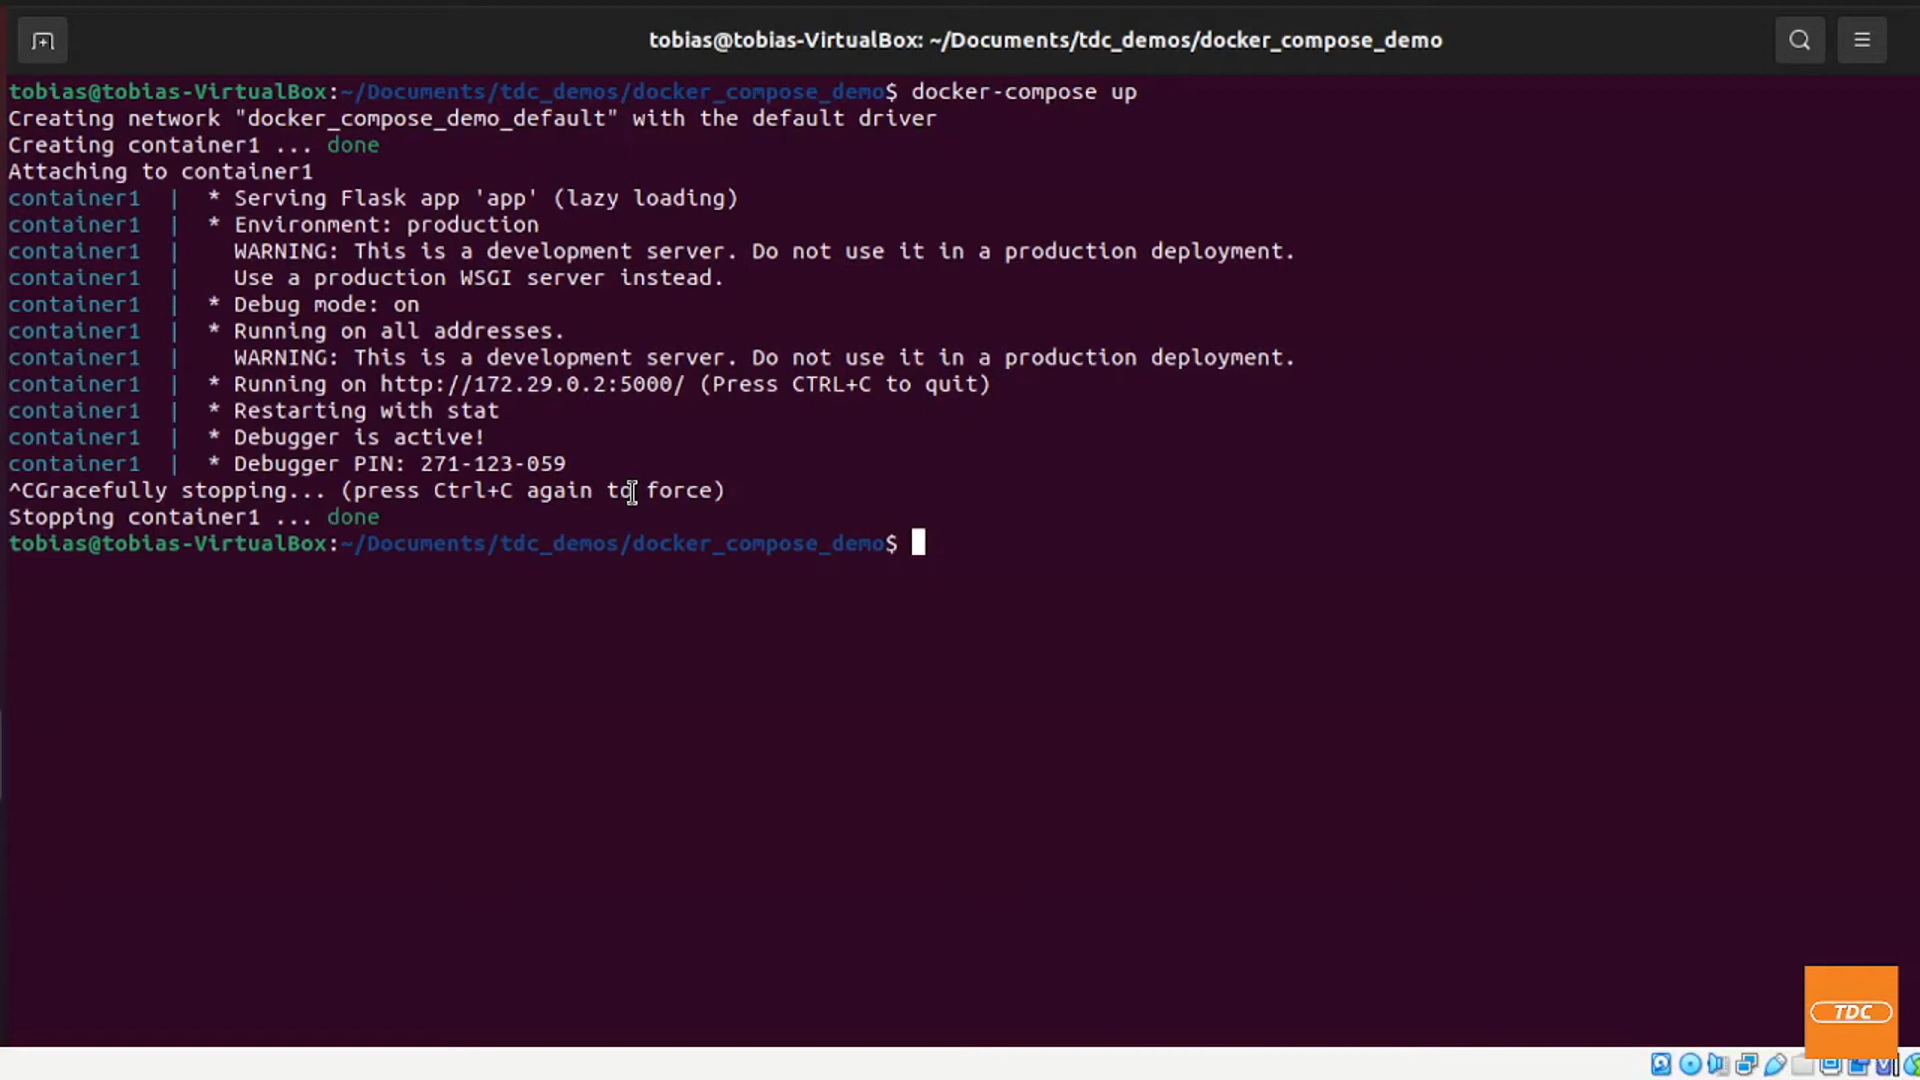 tobias@tobias-VirtualBox: ~/Documents/tdc_demos/docker_compose_demo
tobias@tobias-VirtualBox:~/Documents/tdc_demos/docker_compose_demo$ docker-compose up
Creating network "docker_compose_demo_default" with the default driver
Creating container1 ... done
Attaching to container1
container1  |  * Serving Flask app 'app' (lazy loading)
container1  |  * Environment: production
container1  |    WARNING: This is a development server. Do not use it in a production deployment.
container1  |    Use a production WSGI server instead.
container1  |  * Debug mode: on
container1  |  * Running on all addresses.
container1  |    WARNING: This is a development server. Do not use it in a production deployment.
container1  |  * Running on http://172.29.0.2:5000/ (Press CTRL+C to quit)
container1  |  * Restarting with stat
container1  |  * Debugger is active!
container1  |  * Debugger PIN: 271-123-059
^CGracefully stopping... (press Ctrl+C again to force)
Stopping container1 ... done
tobias@tobias-VirtualBox:~/Documents/tdc_demos/docker_compose_demo$
TDC